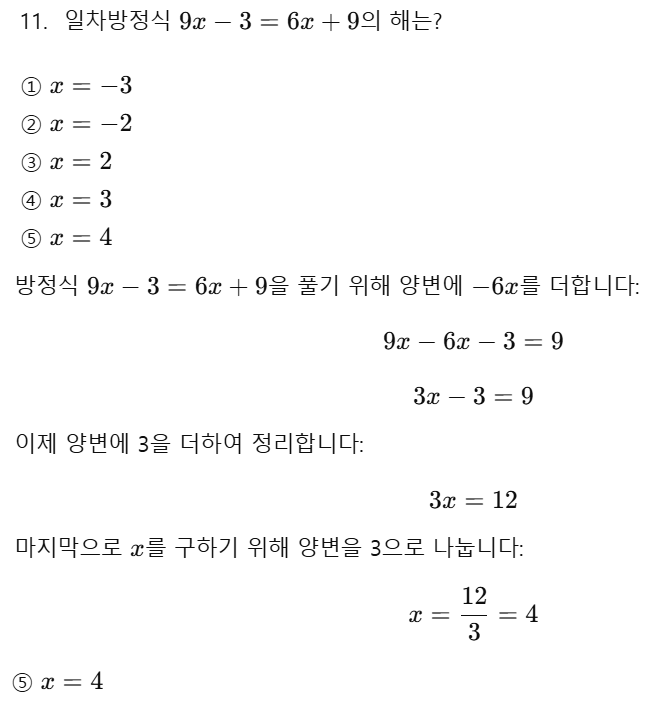 11. 일차방정식 9x − 3 = 6x + 9의 해는?
① x = −3
② x = −2
③ x = 2
④ x = 3
⑤ x = 4
방정식 9x − 3 = 6x + 9을 풀기 위해 양변에 −6x를 더합니다:
9x − 6x − 3 = 9
3x − 3 = 9
이제 양변에 3을 더하여 정리합니다:
3x = 12
마지막으로 x를 구하기 위해 양변을 3으로 나눕니다:
x = 12/3 = 4
⑤ x = 4